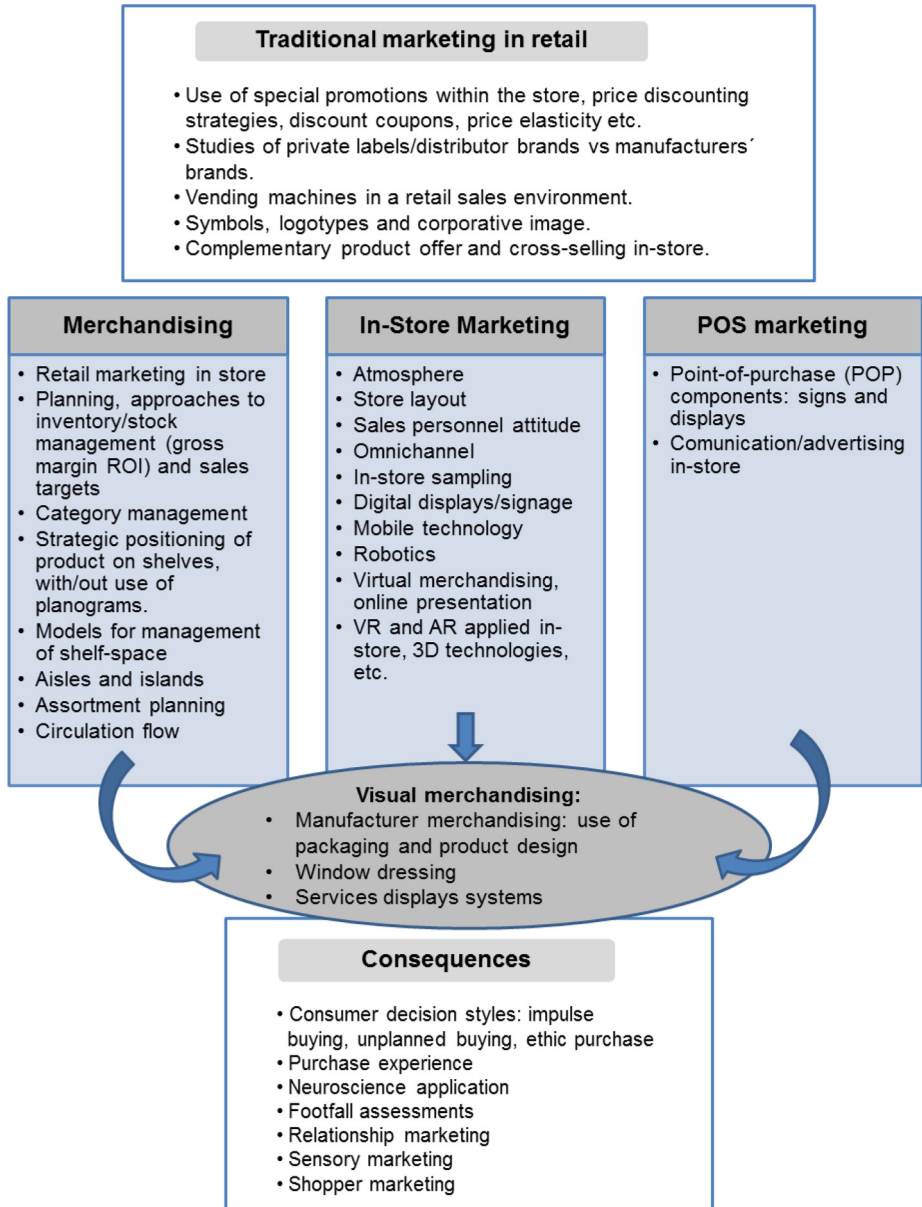 Traditional marketing in retail
• Use of special promotions within the store, price discounting
strategies, discount coupons, price elasticity etc.
• Studies of private labels/distributor brands vs manufacturers´
brands.
• Vending machines in a retail sales environment.
• Symbols, logotypes and corporative image.
• Complementary product offer and cross-selling in-store.
Merchandising
• Retail marketing in store
• Planning, approaches to
inventory/stock
management (gross
margin ROI) and sales
targets
• Category management
• Strategic positioning of
product on shelves,
with/out use of
planograms.
• Models for management
of shelf-space
• Aisles and islands
• Assortment planning
• Circulation flow
In-Store Marketing
• Atmosphere
• Store layout
• Sales personnel attitude
• Omnichannel
• In-store sampling
• Digital displays/signage
• Mobile technology
• Robotics
• Virtual merchandising,
online presentation
• VR and AR applied in-
store, 3D technologies,
etc.
POS marketing
• Point-of-purchase (POP)
components: signs and
displays
• Comunication/advertising
in-store
Visual merchandising:
• Manufacturer merchandising: use of
packaging and product design
• Window dressing
• Services displays systems
Consequences
• Consumer decision styles: impulse
buying, unplanned buying, ethic purchase
• Purchase experience
• Neuroscience application
• Footfall assessments
• Relationship marketing
• Sensory marketing
• Shopper marketing